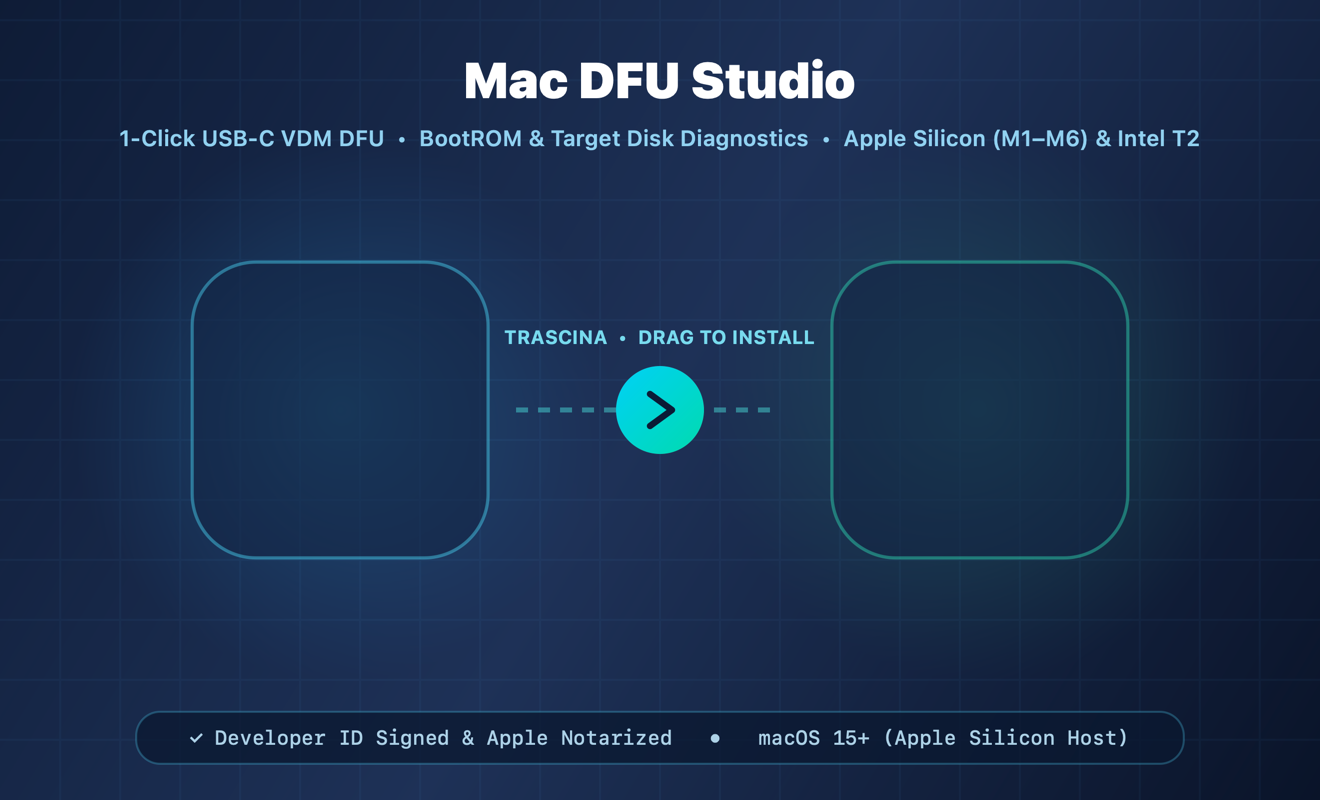 Mac DFU Studio
1-Click USB-C VDM DFU • BootROM & Target Disk Diagnostics • Apple Silicon (M1–M6) & Intel T2
TRASCINA • DRAG TO INSTALL
✓ Developer ID Signed & Apple Notarized ● macOS 15+ (Apple Silicon Host)